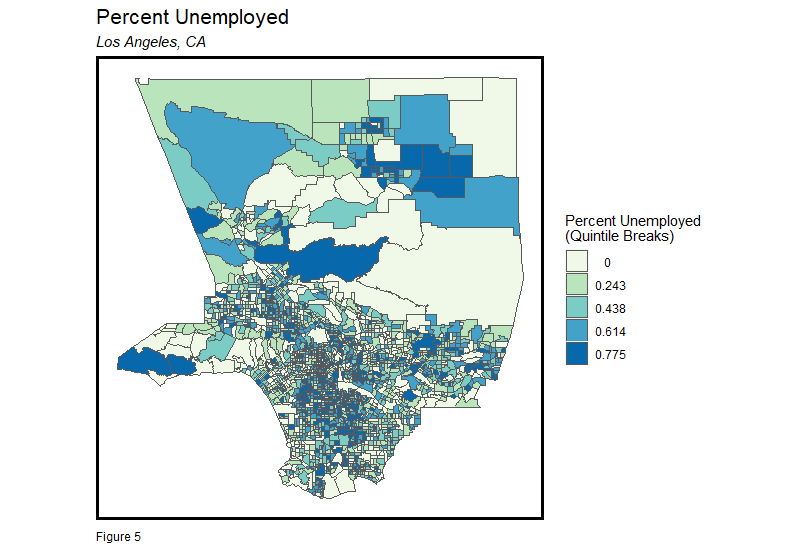 Percent Unemployed
Los Angeles, CA
Percent Unemployed
(Quintile Breaks)
0
0.243
0.438
0.614
0.775
Figure 5